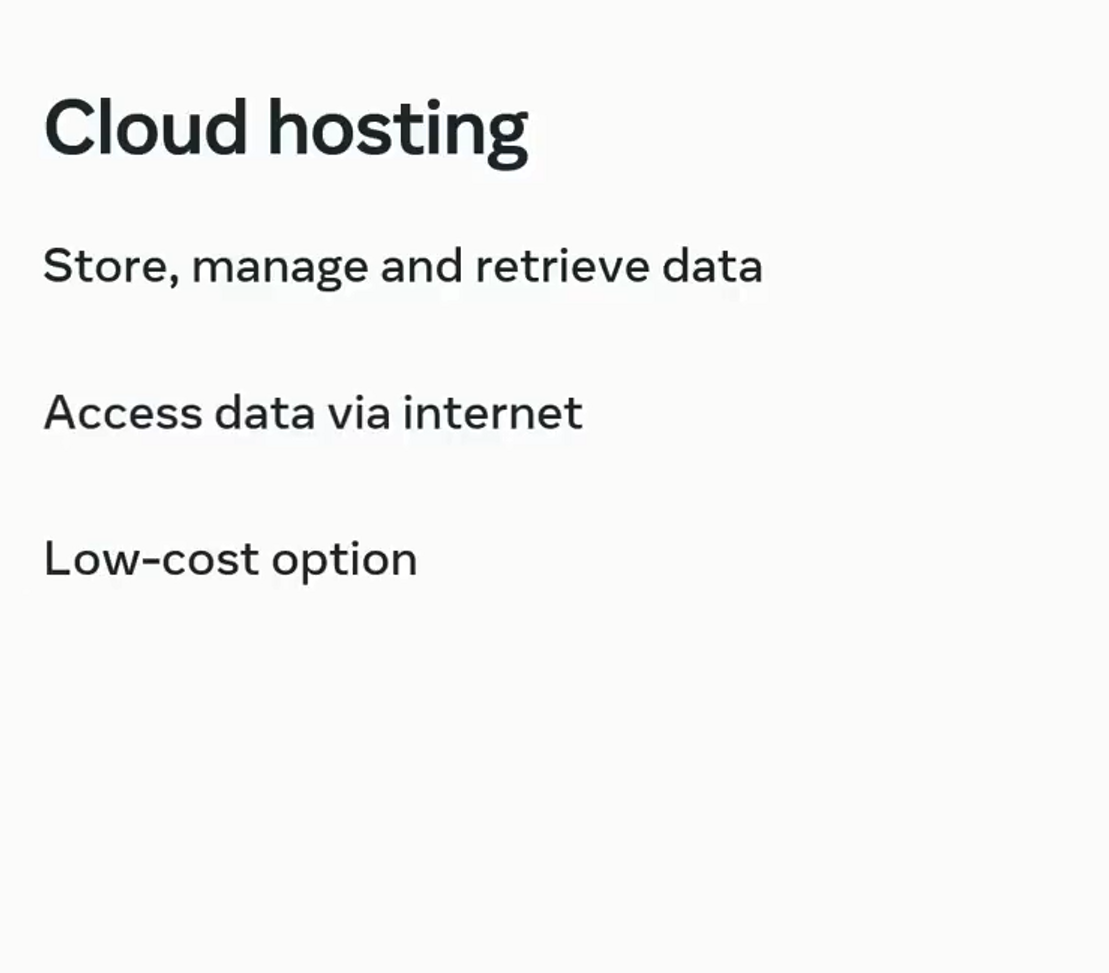 Cloud hosting
Store, manage and retrieve data
Access data via internet
Low-cost option